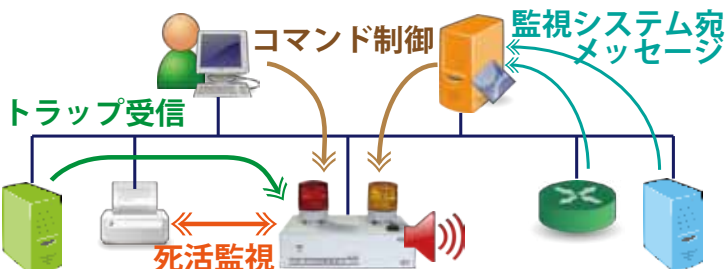 コマンド制御
監視システム宛
メッセージ
トラップ受信
死活監視